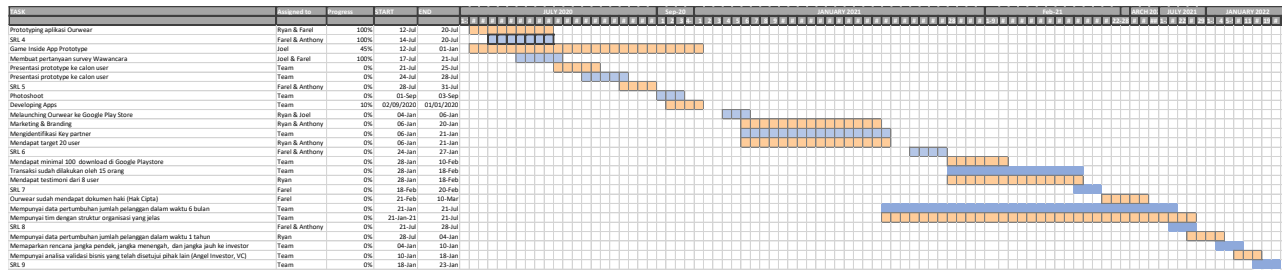 TASK Assigned to Progress START END JULY 2020 Sep-20 JANUARY 2021 Feb-21 ARCH 20 JULY 2021 JANUARY 2022
Prototyping aplikasi Ourwear Ryan & Farel 100% 12-Jul 20-Jul
SRL 4 Farel & Anthony 100% 14-Jul 20-Jul
Game Inside App Prototype Joel 45% 12-Jul 01-Jan
Membuat pertanyaan survey Wawancara Joel & Farel 100% 17-Jul 21-Jul
Presentasi prototype ke calon user Team 0% 21-Jul 25-Jul
Presentasi prototype ke calon user Team 0% 24-Jul 28-Jul
SRL 5 Farel & Anthony 0% 28-Jul 31-Jul
Photoshoot Team 0% 01-Sep 03-Sep
Developing Apps Team 10% 02/09/2020 01/01/2020
Melaunching Ourwear ke Google Play Store Ryan & Joel 0% 04-Jan 06-Jan
Marketing & Branding Ryan & Anthony 0% 06-Jan 20-Jan
Mengidentifikasi Key partner Team 0% 06-Jan 21-Jan
Mendapat target 20 user Ryan & Anthony 0% 06-Jan 21-Jan
SRL 6 Farel & Anthony 0% 24-Jan 27-Jan
Mendapat minimal 100 download di Google Playstore Team 0% 28-Jan 10-Feb
Transaksi sudah dilakukan oleh 15 orang Team 0% 28-Jan 18-Feb
Mendapat testimoni dari 8 user Ryan 0% 28-Jan 18-Feb
SRL 7 Farel 0% 18-Feb 20-Feb
Ourwear sudah mendapat dokumen haki (Hak Cipta) Farel 0% 21-Feb 10-Mar
Mempunyai data pertumbuhan jumlah pelanggan dalam waktu 6 bulan Team 0% 21-Jan 21-Jul
Mempunyai tim dengan struktur organisasi yang jelas Team 0% 21-Jan-21 21-Jul
SRL 8 Farel & Anthony 0% 21-Jul 28-Jul
Mempunyai data pertumbuhan jumlah pelanggan dalam waktu 1 tahun Ryan 0% 28-Jul 04-Jan
Memaparkan rencana jangka pendek, jangka menengah, dan jangka jauh ke investor Team 0% 04-Jan 10-Jan
Mempunyai analisa validasi bisnis yang telah disetujui pihak lain (Angel Investor, VC) Team 0% 10-Jan 18-Jan
SRL 9 Team 0% 18-Jan 23-Jan